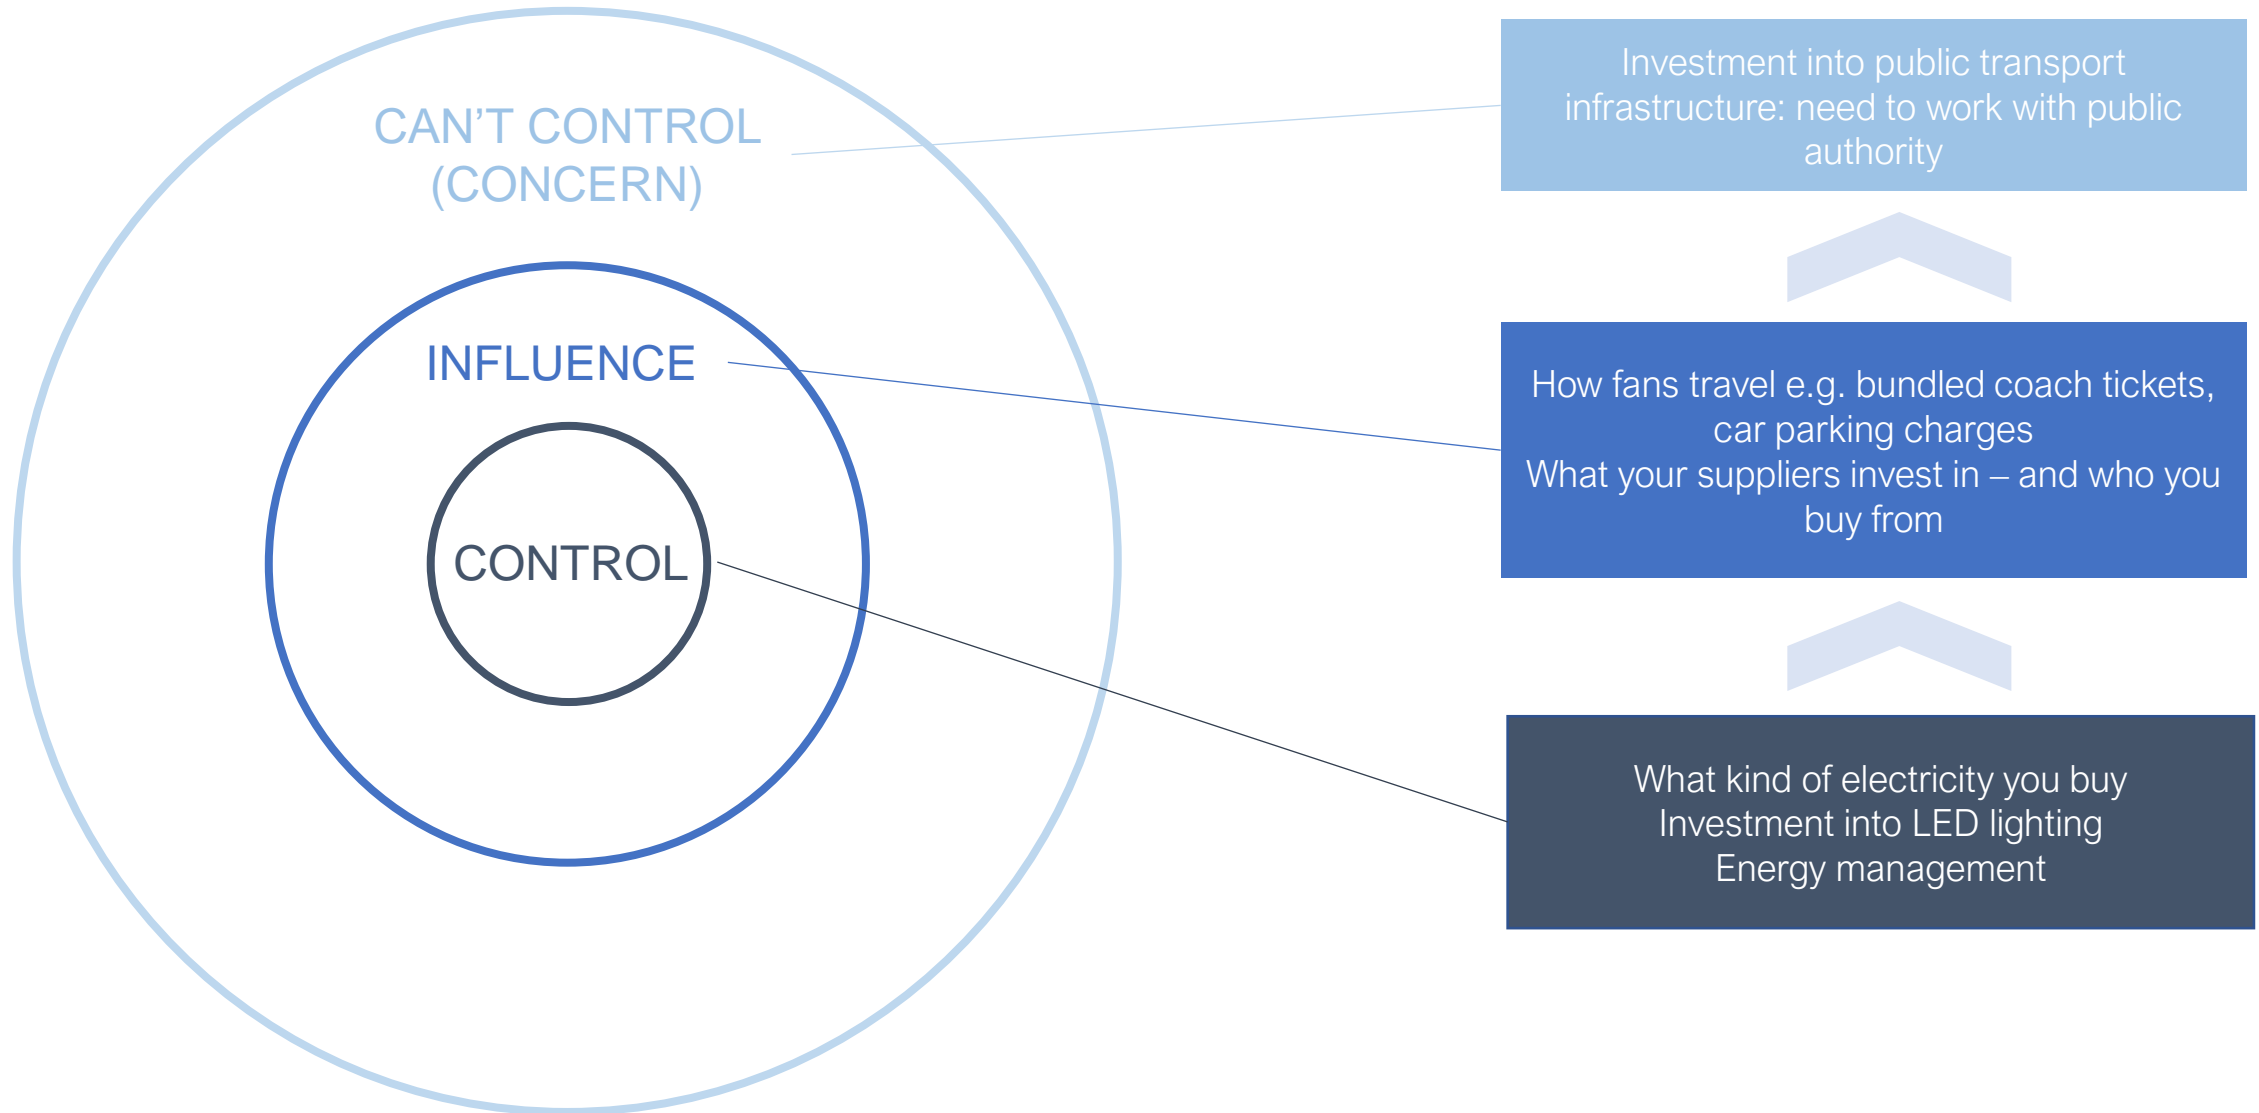 CAN'T CONTROL
(CONCERN)
INFLUENCE
CONTROL
Investment into public transport
infrastructure: need to work with public
authority
How fans travel e.g. bundled coach tickets,
car parking charges
What your suppliers invest in – and who you
buy from
What kind of electricity you buy
Investment into LED lighting
Energy management